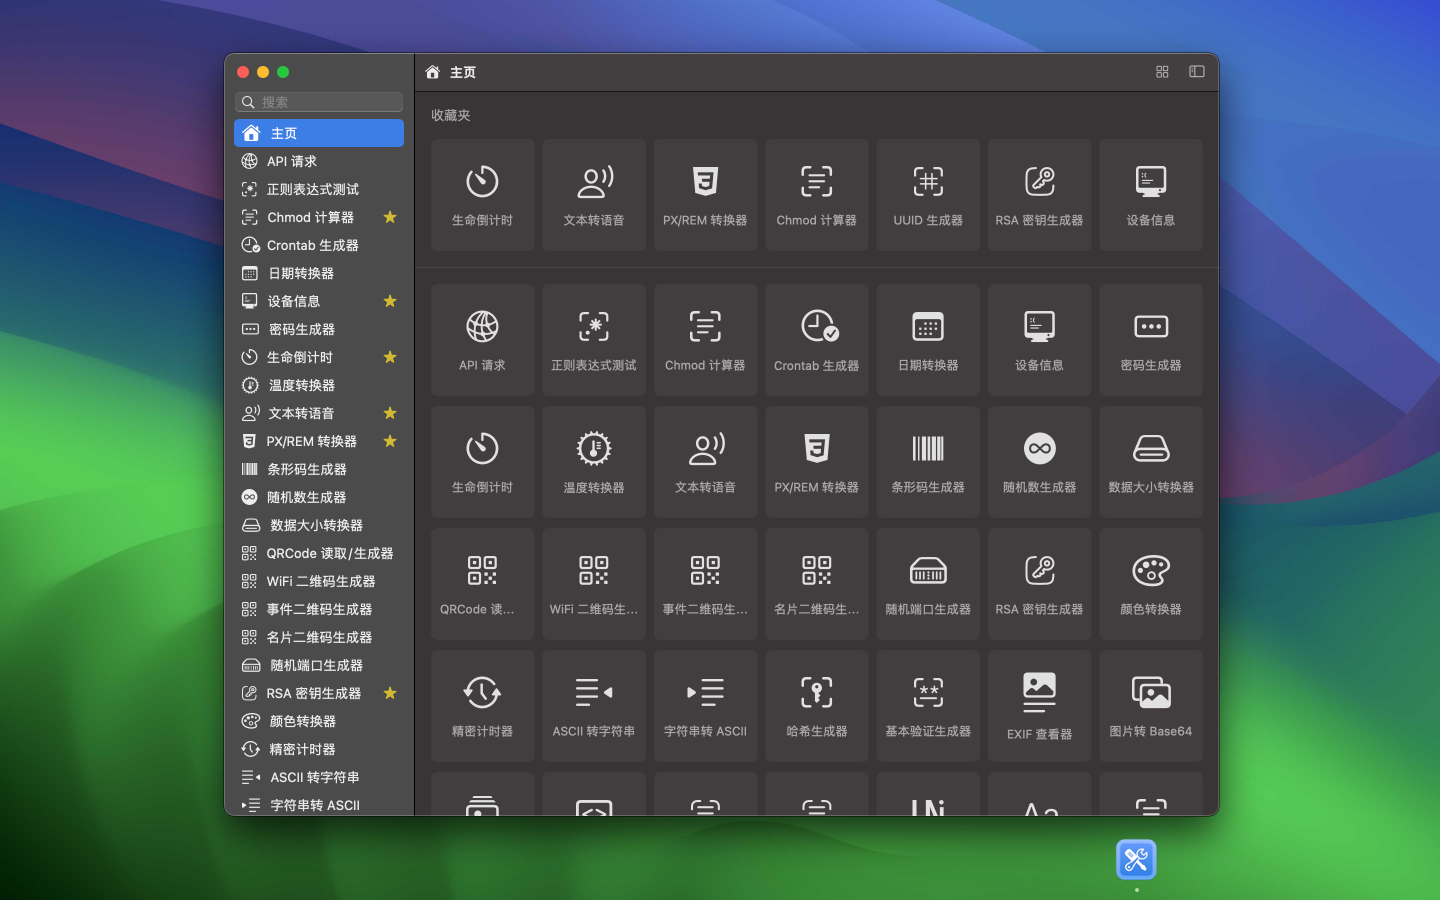 搜索
主页
API 请求
正则表达式测试
Chmod 计算器
Crontab 生成器
日期转换器
设备信息
密码生成器
生命倒计时
温度转换器
文本转语音
PX/REM 转换器
条形码生成器
随机数生成器
数据大小转换器
QRCode 读取/生成器
WiFi 二维码生成器
事件二维码生成器
名片二维码生成器
随机端口生成器
RSA 密钥生成器
颜色转换器
精密计时器
ASCII 转字符串
字符串转 ASCII
主页
收藏夹
生命倒计时
文本转语音
PX/REM 转换器
Chmod 计算器
UUID 生成器
RSA 密钥生成器
设备信息
API 请求
正则表达式测试
Chmod 计算器
Crontab 生成器
日期转换器
设备信息
密码生成器
生命倒计时
温度转换器
文本转语音
PX/REM 转换器
条形码生成器
随机数生成器
数据大小转换器
QRCode 读...
WiFi 二维码生...
事件二维码生...
名片二维码生...
随机端口生成器
RSA 密钥生成器
颜色转换器
精密计时器
ASCII 转字符串
字符串转 ASCII
哈希生成器
基本验证生成器
EXIF 查看器
图片转 Base64